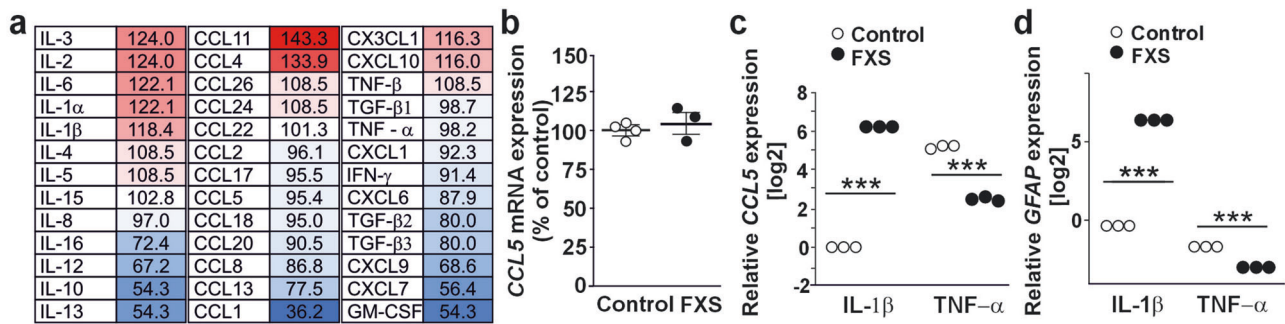 a
IL-3 124.0 CCL11 143.3 CX3CL1 116.3
IL-2 124.0 CCL4 133.9 CXCL10 116.0
IL-6 122.1 CCL26 108.5 TNF-β 108.5
IL-1α 122.1 CCL24 108.5 TGF-β1 98.7
IL-1β 118.4 CCL22 101.3 TNF - α 98.2
IL-4 108.5 CCL2 96.1 CXCL1 92.3
IL-5 108.5 CCL17 95.5 IFN-γ 91.4
IL-15 102.8 CCL5 95.4 CXCL6 87.9
IL-8 97.0 CCL18 95.0 TGF-β2 80.0
IL-16 72.4 CCL20 90.5 TGF-β3 80.0
IL-12 67.2 CCL8 86.8 CXCL9 68.6
IL-10 54.3 CCL13 77.5 CXCL7 56.4
IL-13 54.3 CCL1 36.2 GM-CSF 54.3
b
CCL5 mRNA expression
(% of control)
150
125
100
75
50
25
0
Control FXS
c
Control
FXS
Relative CCL5 expression
[log2]
8
6
4
2
0
-2
***
***
IL-1β TNF-α
d
Control
FXS
Relative GFAP expression
[log2]
5
0
***
***
IL-1β TNF-α